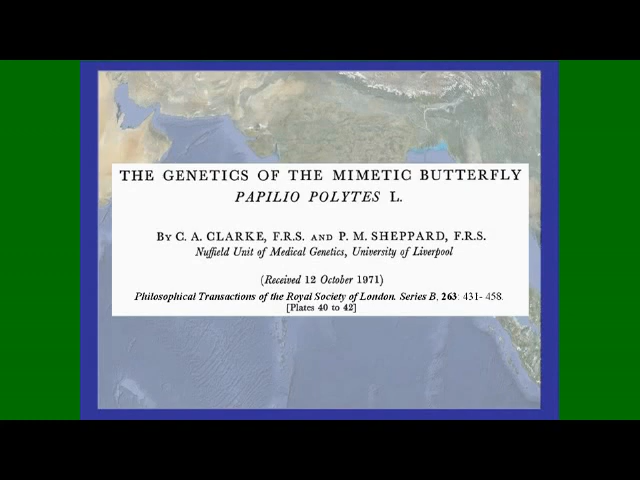 THE GENETICS OF THE MIMETIC BUTTERFLY
PAPILIO POLYTES L.
BY C. A. CLARKE, F.R.S. AND P. M. SHEPPARD, F.R.S.
Nuffield Unit of Medical Genetics, University of Liverpool
(Received 12 October 1971)
Philosophical Transactions of the Royal Society of London. Series B, 263: 431- 458.
[Plates 40 to 42]